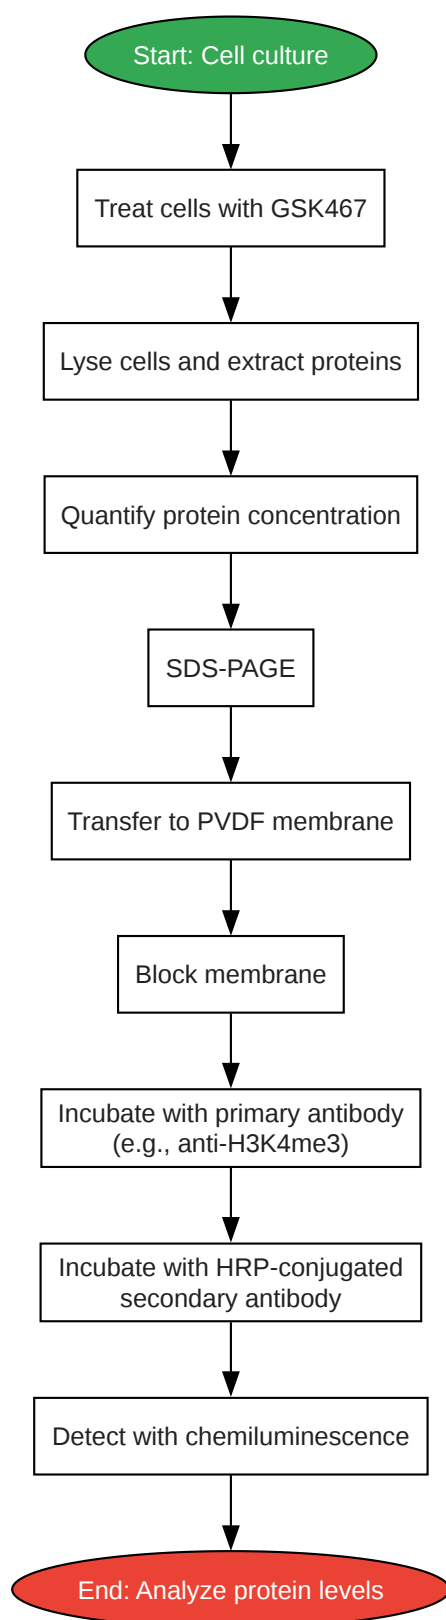 Start: Cell culture
Treat cells with GSK467
Lyse cells and extract proteins
Quantify protein concentration
SDS-PAGE
Transfer to PVDF membrane
Block membrane
Incubate with primary antibody
(e.g., anti-H3K4me3)
Incubate with HRP-conjugated
secondary antibody
Detect with chemiluminescence
End: Analyze protein levels